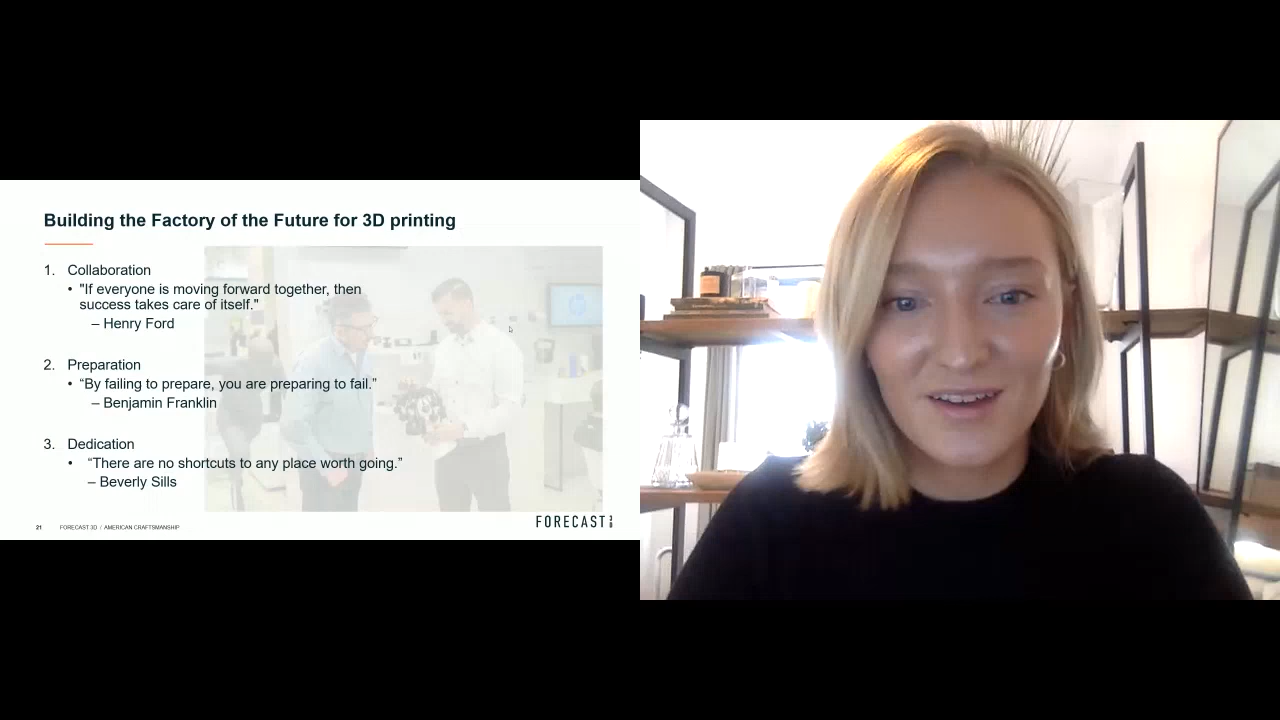 Building the Factory of the Future for 3D printing
1. Collaboration
• "If everyone is moving forward together, then
success takes care of itself."
– Henry Ford
2. Preparation
• “By failing to prepare, you are preparing to fail.”
– Benjamin Franklin
3. Dedication
• “There are no shortcuts to any place worth going.”
– Beverly Sills
21 FORECAST 3D / AMERICAN CRAFTSMANSHIP
FORECAST 3D